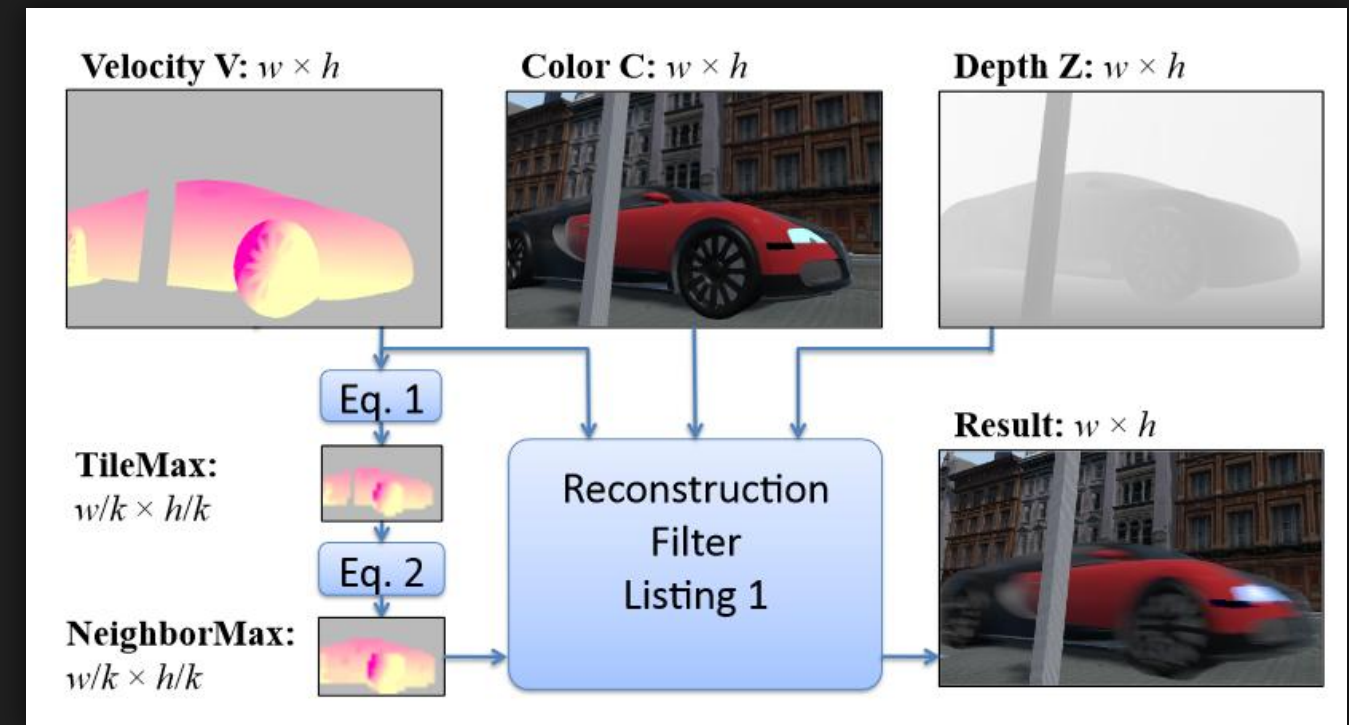 Velocity V: w × h
Color C: w × h
Depth Z: w × h
Eq. 1
TileMax:
w/k × h/k
Eq. 2
NeighborMax:
w/k × h/k
Reconstruction
Filter
Listing 1
Result: w × h